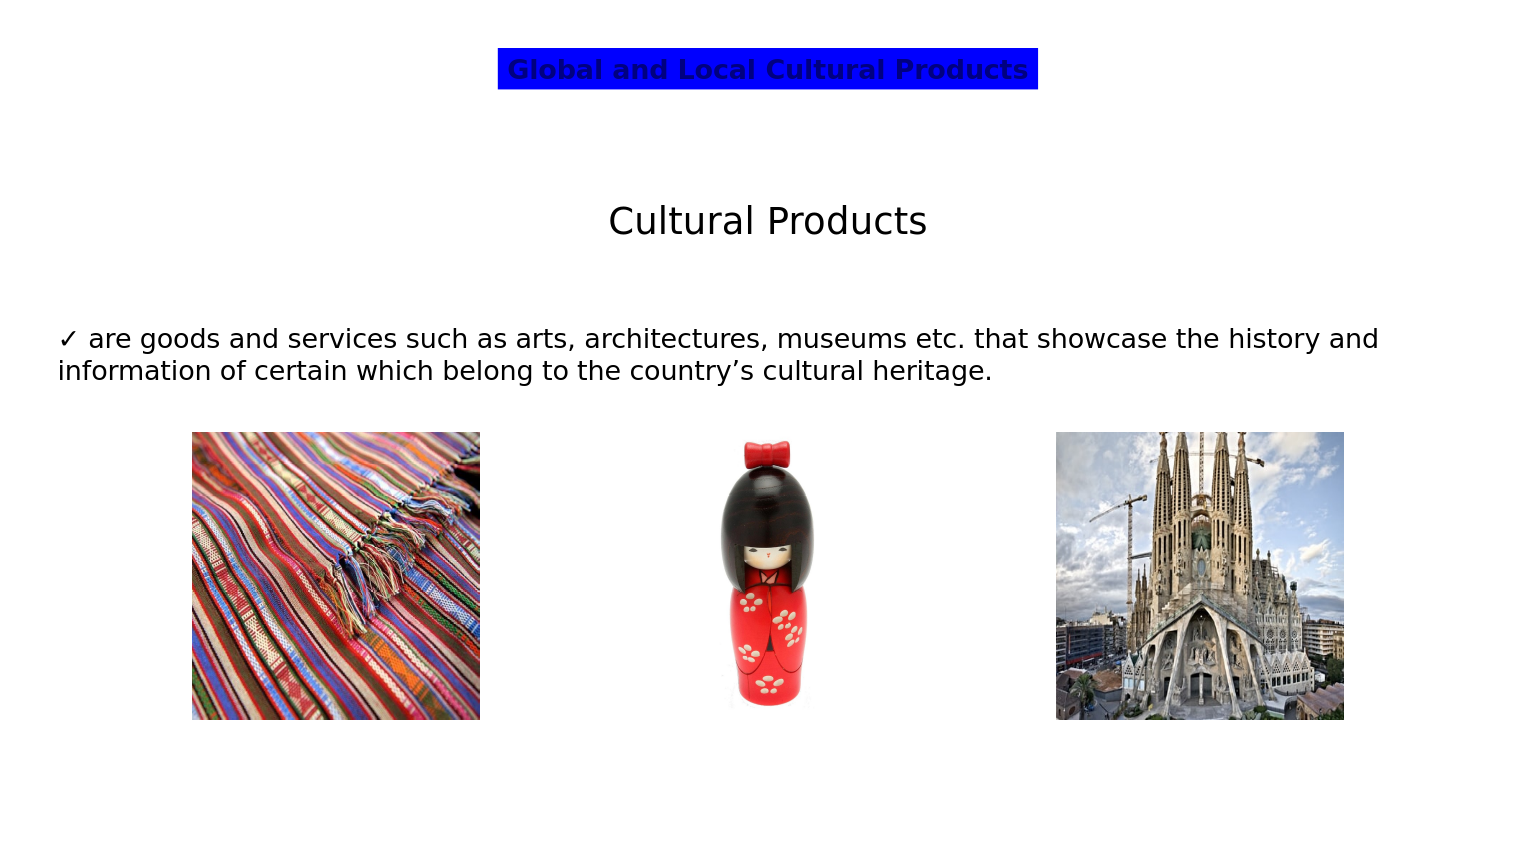 Global and Local Cultural Products
Cultural Products
✓ are goods and services such as arts, architectures, museums etc. that showcase the history and
information of certain which belong to the country’s cultural heritage.